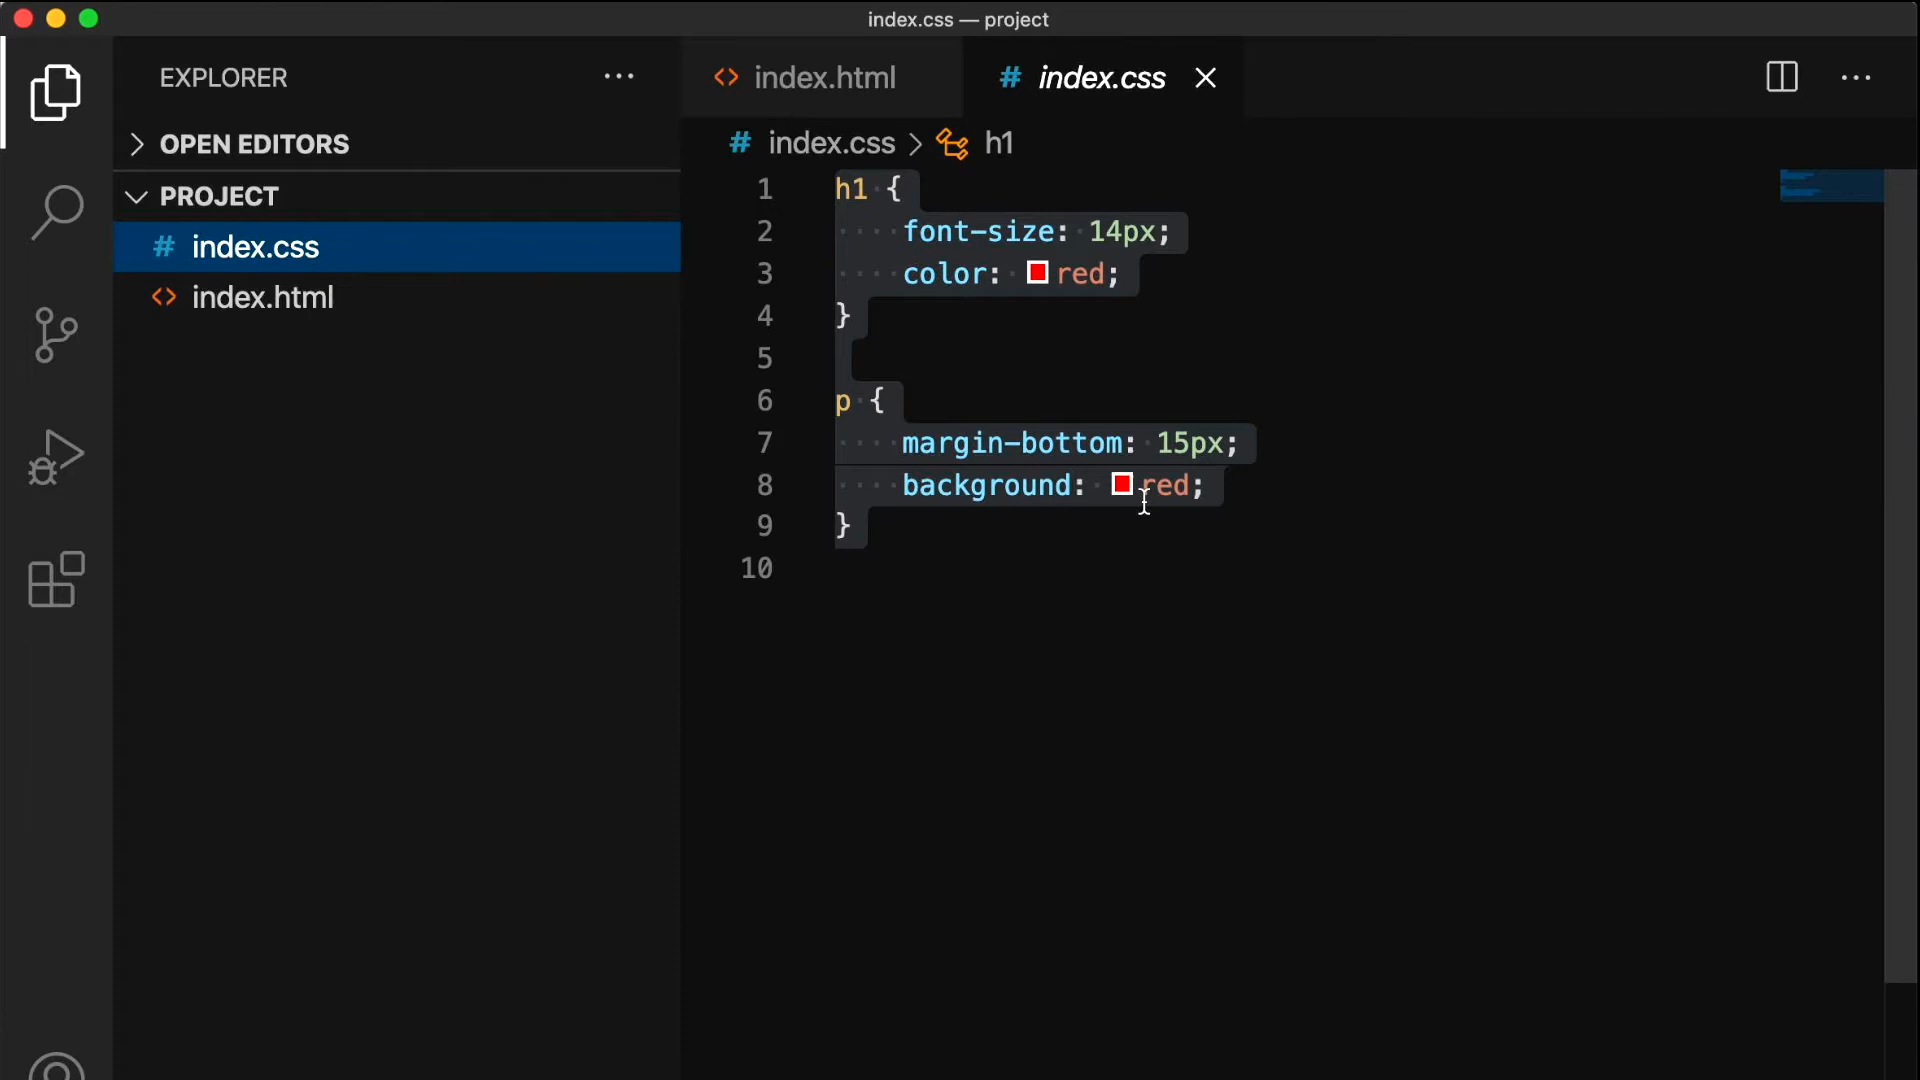 index.css — project
EXPLORER
index.html
index.css
OPEN EDITORS
index.css > h1
PROJECT
index.css
index.html
1 h1 {
2 font-size: 14px;
3 color: red;
4 }
5
6 p {
7 margin-bottom: 15px;
8 background: red;
9 }
10